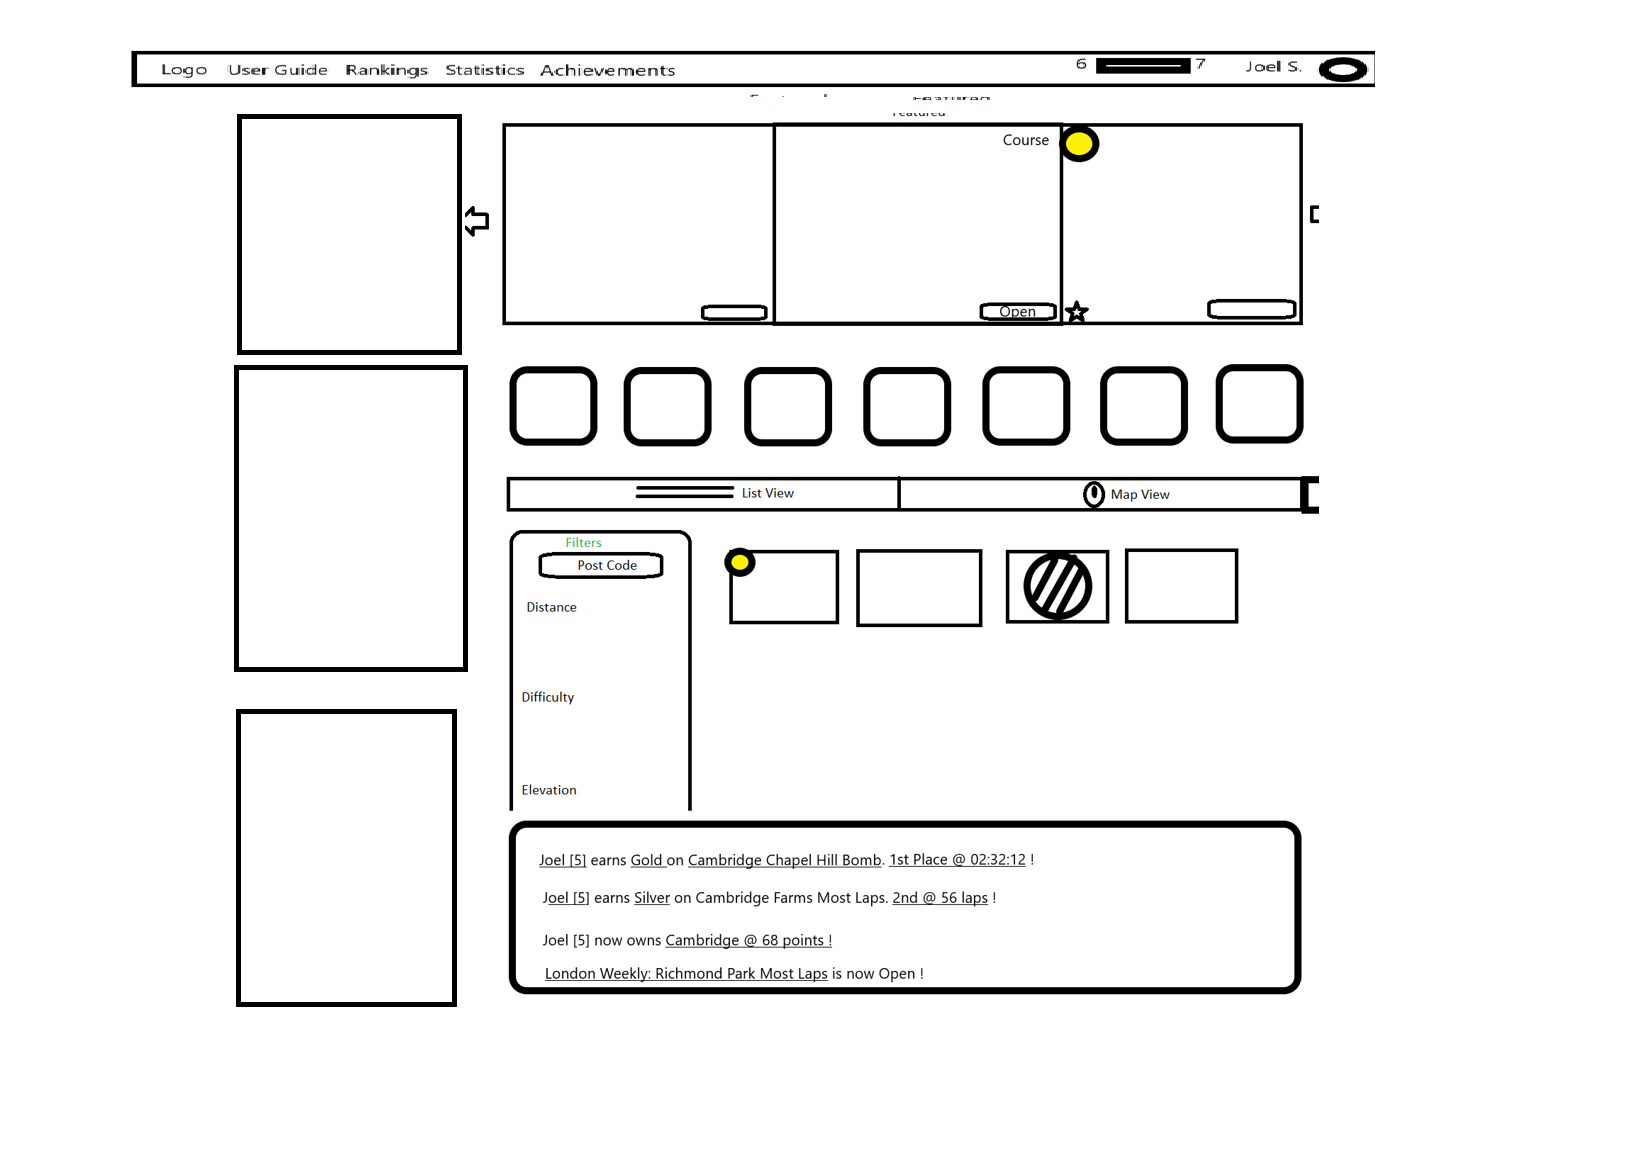 Logo User Guide Rankings Statistics Achievements 6 7 Joel S.
Featured
Course
Open
List View Map View
Filters
Post Code
Distance
Difficulty
Elevation
Joel [5] earns Gold on Cambridge Chapel Hill Bomb. 1st Place @ 02:32:12 !
Joel [5] earns Silver on Cambridge Farms Most Laps. 2nd @ 56 laps !
Joel [5] now owns Cambridge @ 68 points !
London Weekly: Richmond Park Most Laps is now Open !